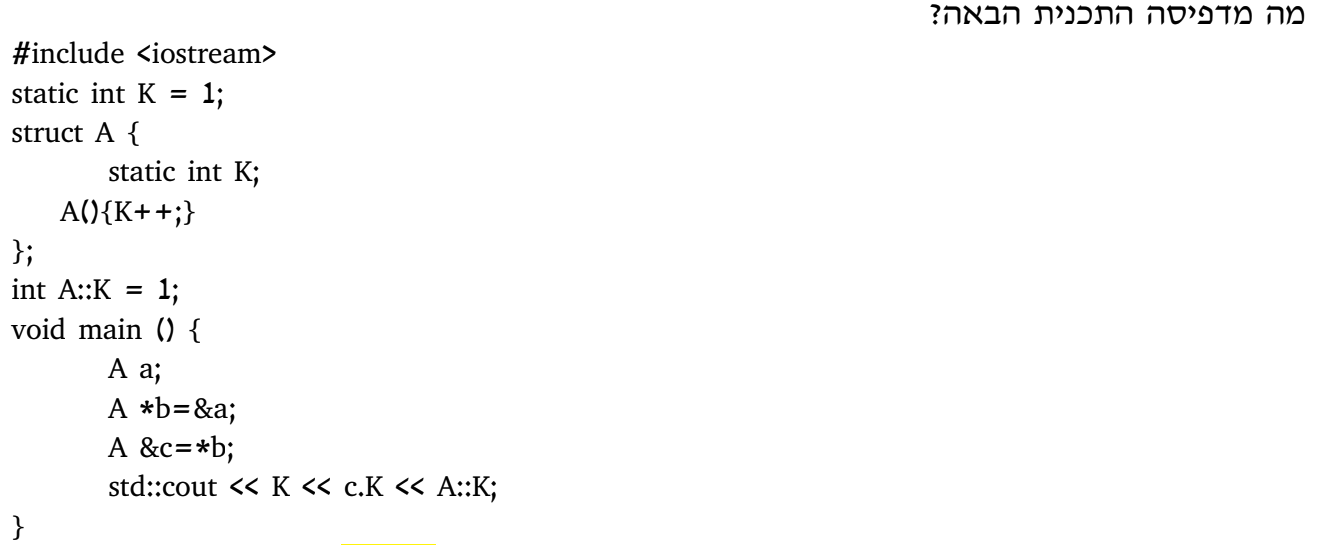 מה מדפיסה התכנית הבאה?
#include <iostream>
static int K = 1;
struct A {
static int K;
A(){K++;}
};
int A::K = 1;
void main () {
A a;
A *b=&a;
A &c=*b;
std::cout << K << c.K << A::K;
}